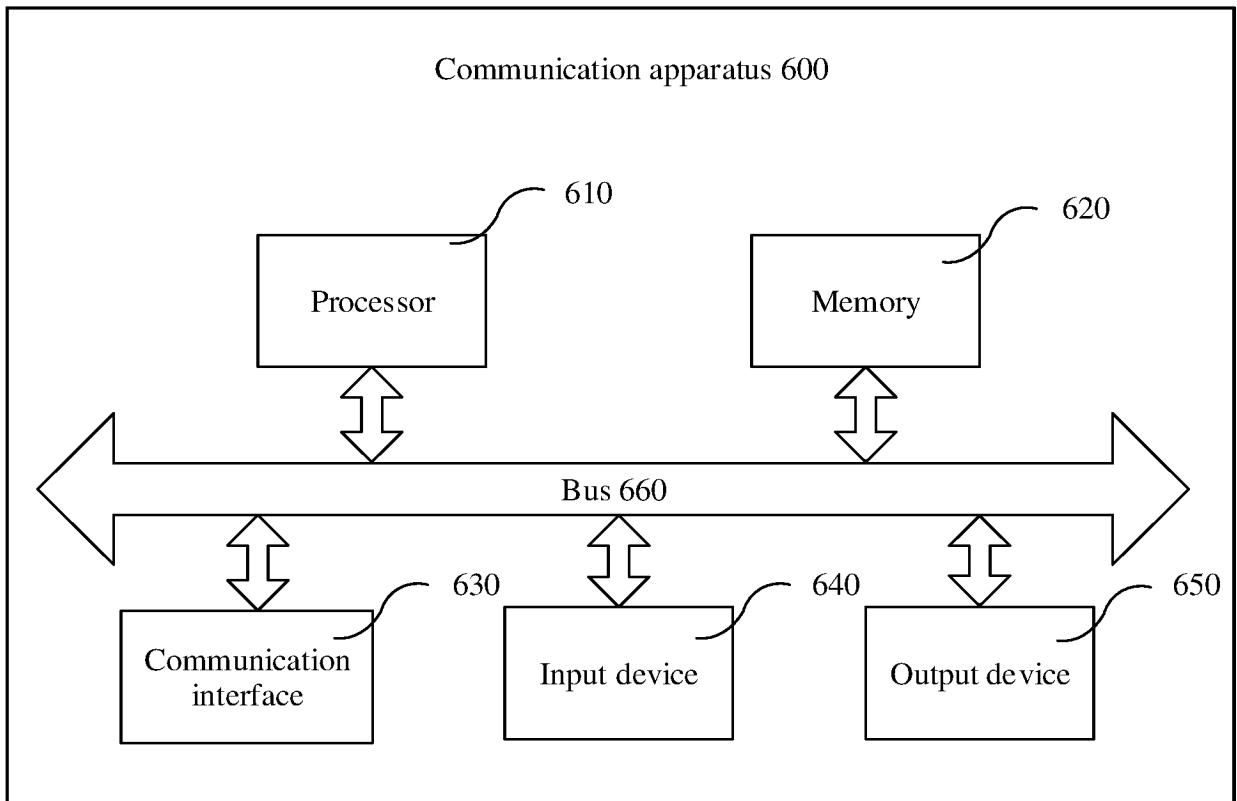 Communication apparatus 600
610
620
Processor
Memory
Bus 660
630
640
650
Communication
interface
Input device
Output device